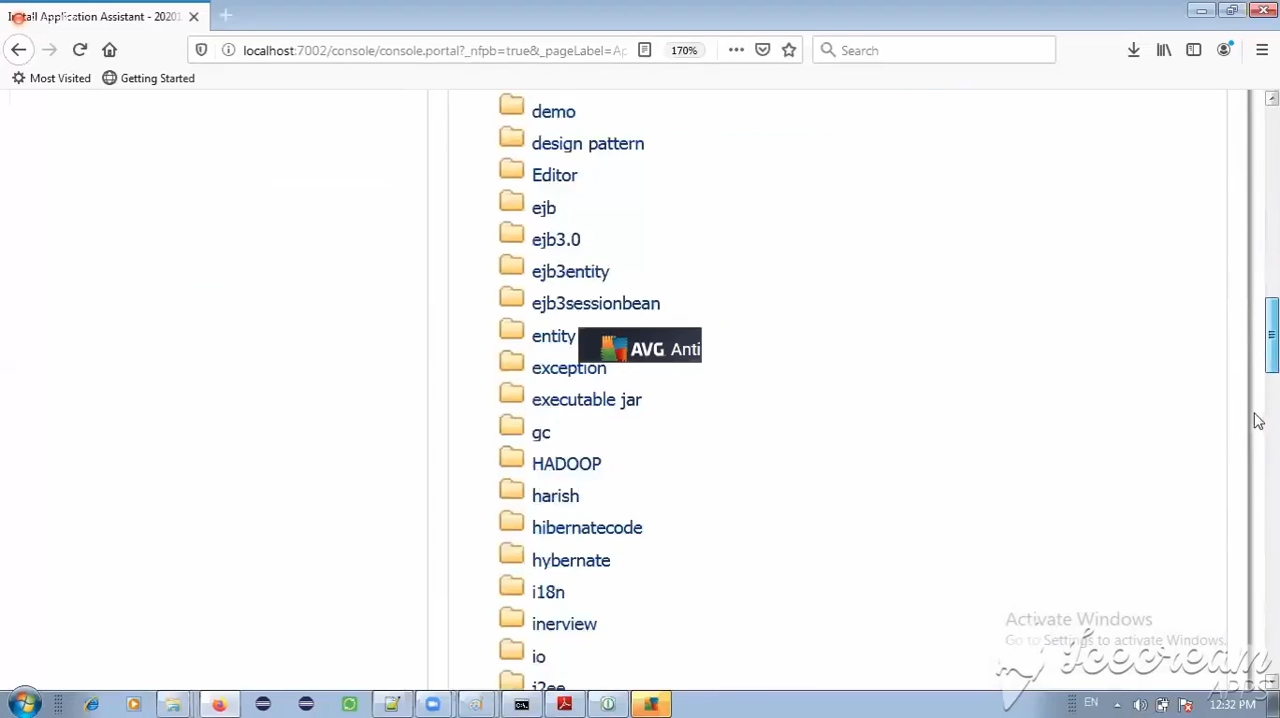 Install Application Assistant - 20201
localhost:7002/console/console.portal?_nfpb=true&_pageLabel=Ap
170%
Search
Most Visited
Getting Started
demo
design pattern
Editor
ejb
ejb3.0
ejb3entity
ejb3sessionbean
entity
AVG Anti
exception
executable jar
gc
HADOOP
harish
hibernatecode
hybernate
i18n
inerview
io
j2ee
Activate Windows
Go to Settings to activate Windows.
Icecream
APPS
EN
12:32 PM